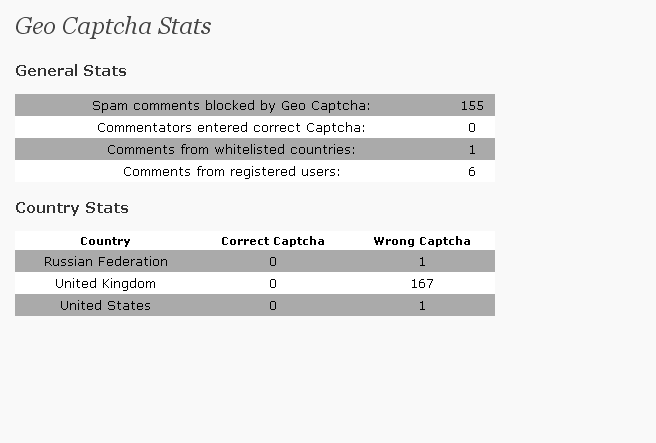 Geo Captcha Stats
General Stats
Spam comments blocked by Geo Captcha: 155
Commentators entered correct Captcha: 0
Comments from whitelisted countries: 1
Comments from registered users: 6
Country Stats
Country Correct Captcha Wrong Captcha
Russian Federation 0 1
United Kingdom 0 167
United States 0 1